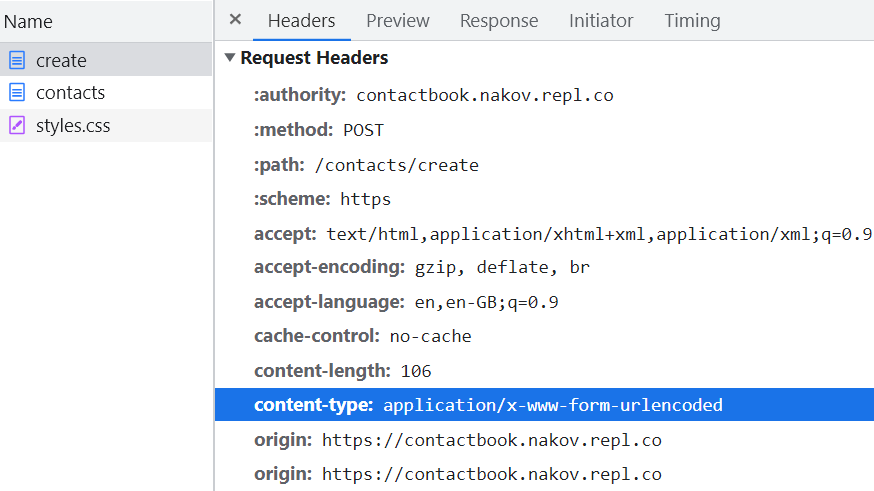 Name
create
contacts
styles.css
× Headers Preview Response Initiator Timing
▼ Request Headers
:authority: contactbook.nakov.repl.co
:method: POST
:path: /contacts/create
:scheme: https
accept: text/html,application/xhtml+xml,application/xml;q=0.9
accept-encoding: gzip, deflate, br
accept-language: en,en-GB;q=0.9
cache-control: no-cache
content-length: 106
content-type: application/x-www-form-urlencoded
origin: https://contactbook.nakov.repl.co
origin: https://contactbook.nakov.repl.co